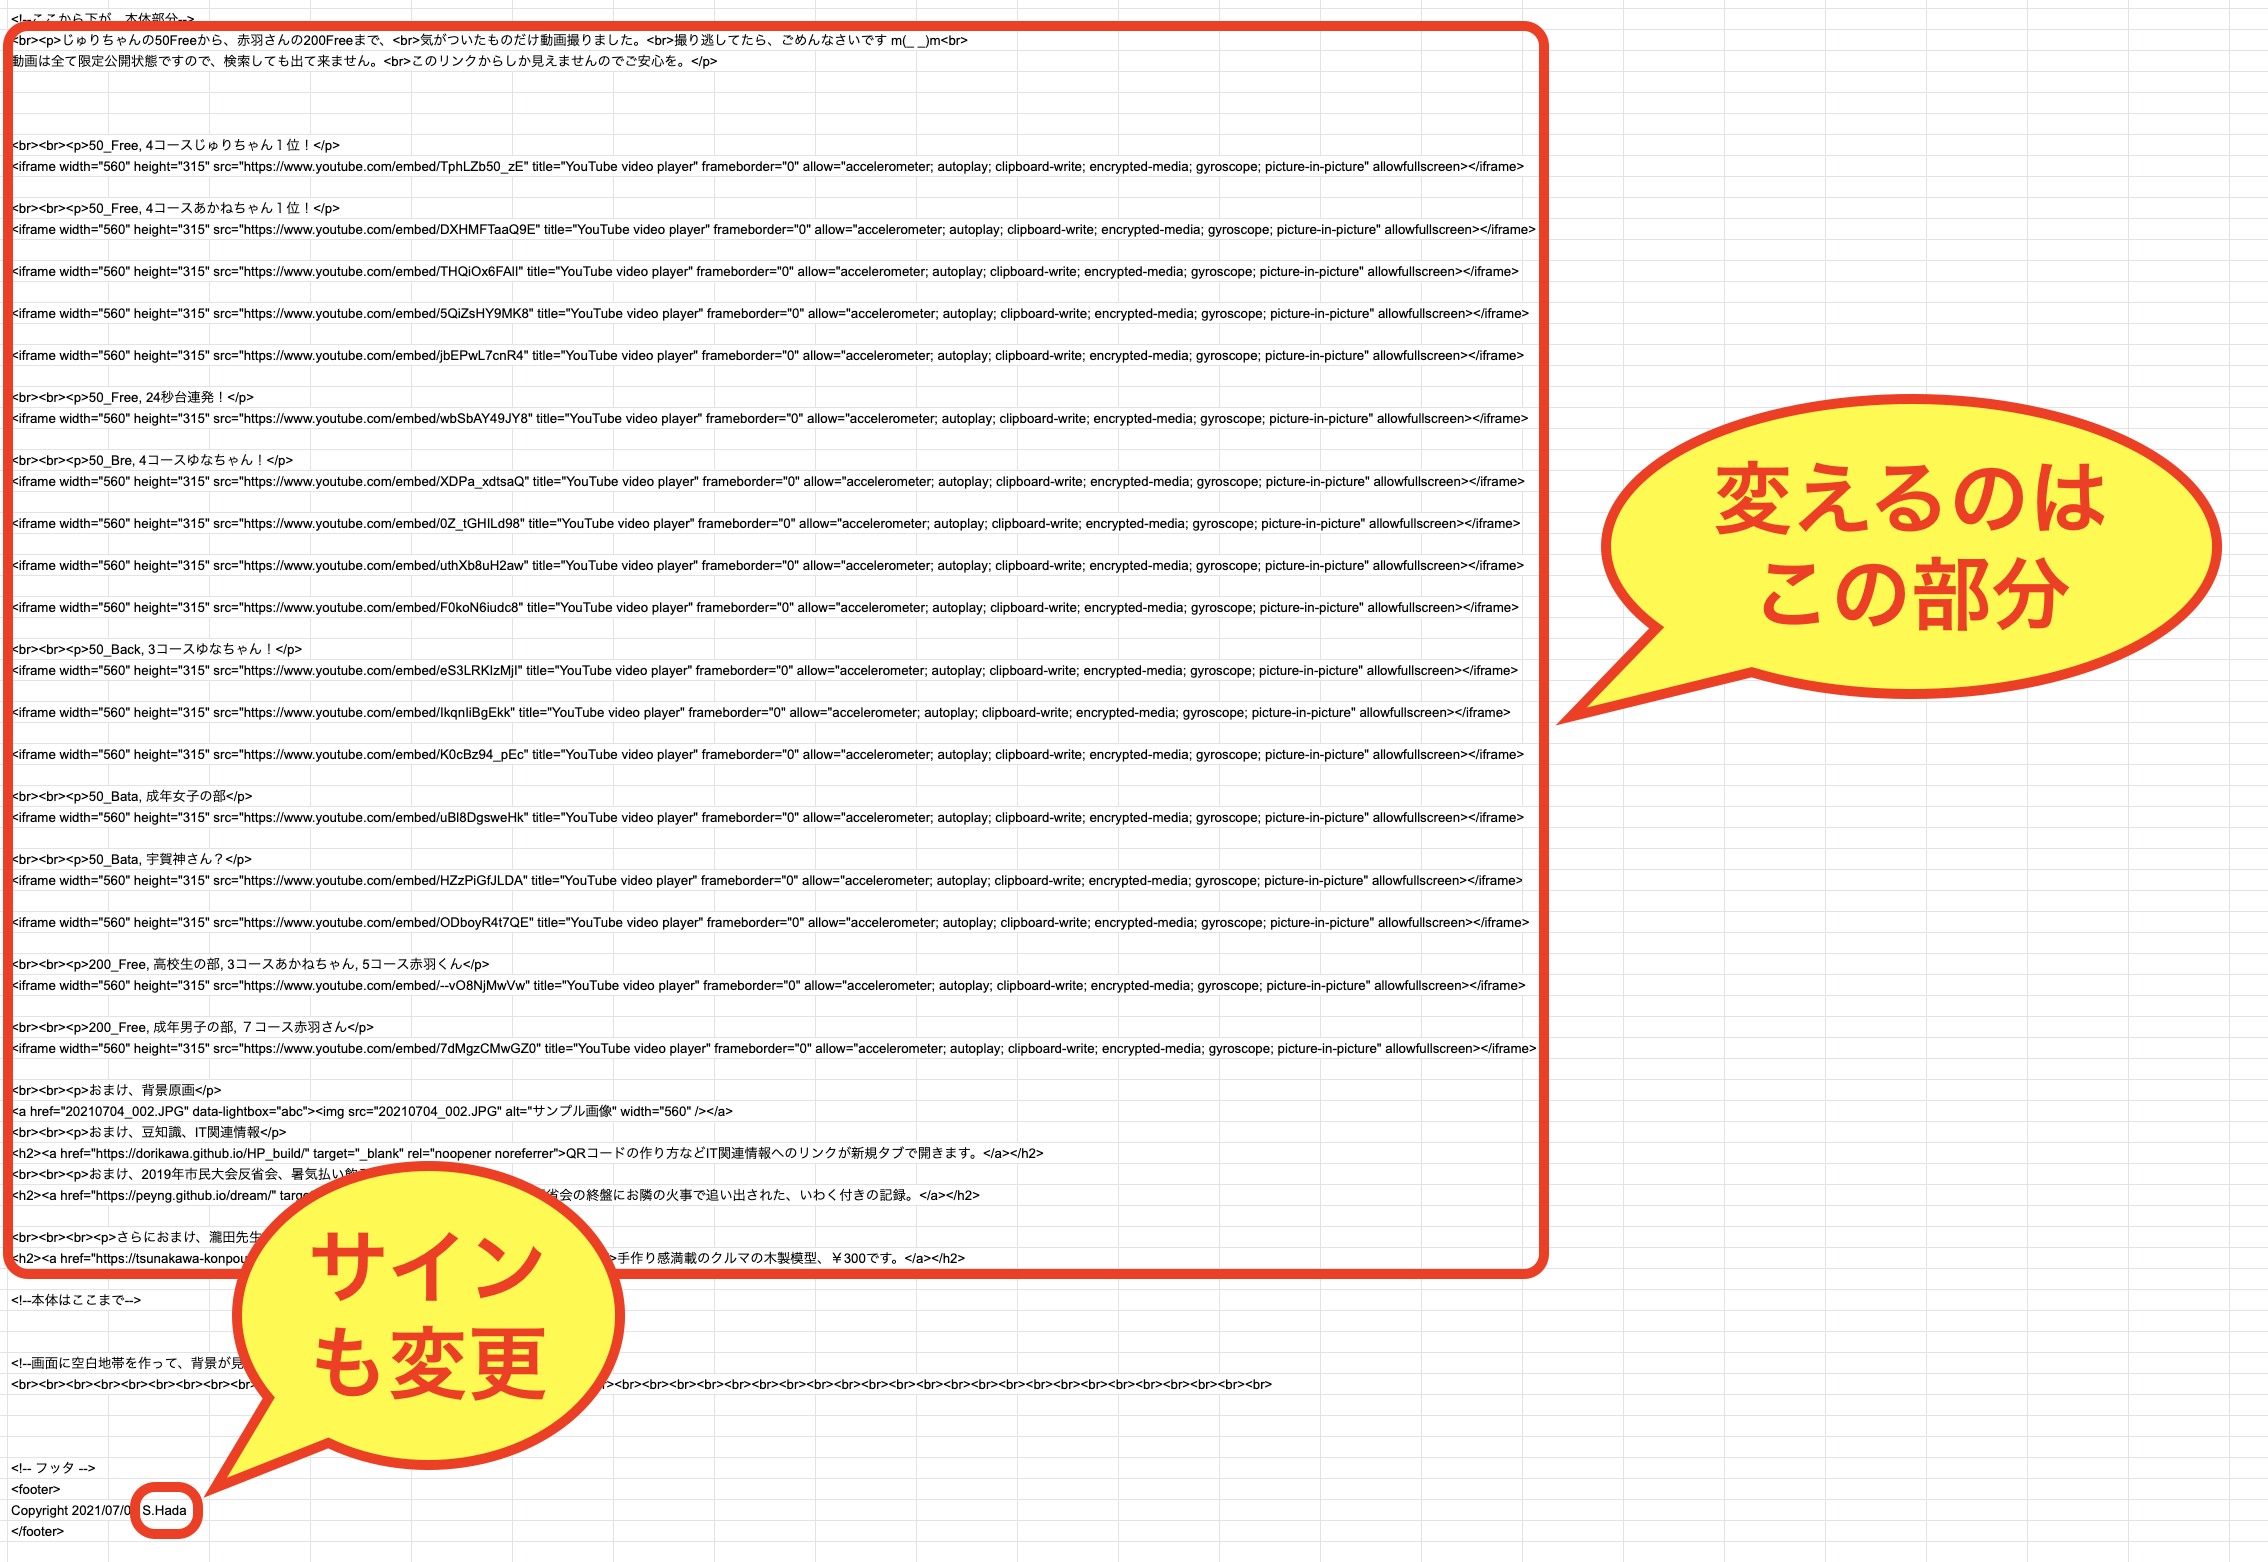 <!--ここから下が、本体部分-->
<br><p>じゅりちゃんの50Freeから、赤羽さんの200Freeまで、<br>気がついたものだけ動画撮りました。<br>撮り逃してたら、ごめんなさいです m(_ _)m<br>
動画は全て限定公開状態ですので、検索しても出て来ません。<br>このリンクからしか見えませんのでご安心を。</p>
<br><br><p>50_Free, 4コースじゅりちゃん１位！</p>
<iframe width="560" height="315" src="https://www.youtube.com/embed/TphLZb50_zE" title="YouTube video player" frameborder="0" allow="accelerometer; autoplay; clipboard-write; encrypted-media; gyroscope; picture-in-picture" allowfullscreen></iframe>
<br><br><p>50_Free, 4コースあかねちゃん１位！</p>
<iframe width="560" height="315" src="https://www.youtube.com/embed/DXHMFTaaQ9E" title="YouTube video player" frameborder="0" allow="accelerometer; autoplay; clipboard-write; encrypted-media; gyroscope; picture-in-picture" allowfullscreen></iframe>
<iframe width="560" height="315" src="https://www.youtube.com/embed/THQiOx6FAlI" title="YouTube video player" frameborder="0" allow="accelerometer; autoplay; clipboard-write; encrypted-media; gyroscope; picture-in-picture" allowfullscreen></iframe>
<iframe width="560" height="315" src="https://www.youtube.com/embed/5QiZsHY9MK8" title="YouTube video player" frameborder="0" allow="accelerometer; autoplay; clipboard-write; encrypted-media; gyroscope; picture-in-picture" allowfullscreen></iframe>
<iframe width="560" height="315" src="https://www.youtube.com/embed/jbEPwL7cnR4" title="YouTube video player" frameborder="0" allow="accelerometer; autoplay; clipboard-write; encrypted-media; gyroscope; picture-in-picture" allowfullscreen></iframe>
<br><br><p>50_Free, 24秒台連発！</p>
<iframe width="560" height="315" src="https://www.youtube.com/embed/wbSbAY49JY8" title="YouTube video player" frameborder="0" allow="accelerometer; autoplay; clipboard-write; encrypted-media; gyroscope; picture-in-picture" allowfullscreen></iframe>
<br><br><p>50_Bre, 4コースゆなちゃん！</p>
<iframe width="560" height="315" src="https://www.youtube.com/embed/XDPa_xdtsaQ" title="YouTube video player" frameborder="0" allow="accelerometer; autoplay; clipboard-write; encrypted-media; gyroscope; picture-in-picture" allowfullscreen></iframe>
<iframe width="560" height="315" src="https://www.youtube.com/embed/0Z_tGHILd98" title="YouTube video player" frameborder="0" allow="accelerometer; autoplay; clipboard-write; encrypted-media; gyroscope; picture-in-picture" allowfullscreen></iframe>
<iframe width="560" height="315" src="https://www.youtube.com/embed/uthXb8uH2aw" title="YouTube video player" frameborder="0" allow="accelerometer; autoplay; clipboard-write; encrypted-media; gyroscope; picture-in-picture" allowfullscreen></iframe>
<iframe width="560" height="315" src="https://www.youtube.com/embed/F0koN6iudc8" title="YouTube video player" frameborder="0" allow="accelerometer; autoplay; clipboard-write; encrypted-media; gyroscope; picture-in-picture" allowfullscreen></iframe>
<br><br><p>50_Back, 3コースゆなちゃん！</p>
<iframe width="560" height="315" src="https://www.youtube.com/embed/eS3LRKIzMjI" title="YouTube video player" frameborder="0" allow="accelerometer; autoplay; clipboard-write; encrypted-media; gyroscope; picture-in-picture" allowfullscreen></iframe>
<iframe width="560" height="315" src="https://www.youtube.com/embed/IkqnIiBgEkk" title="YouTube video player" frameborder="0" allow="accelerometer; autoplay; clipboard-write; encrypted-media; gyroscope; picture-in-picture" allowfullscreen></iframe>
<iframe width="560" height="315" src="https://www.youtube.com/embed/K0cBz94_pEc" title="YouTube video player" frameborder="0" allow="accelerometer; autoplay; clipboard-write; encrypted-media; gyroscope; picture-in-picture" allowfullscreen></iframe>
<br><br><p>50_Bata, 成年女子の部</p>
<iframe width="560" height="315" src="https://www.youtube.com/embed/uBl8DgsweHk" title="YouTube video player" frameborder="0" allow="accelerometer; autoplay; clipboard-write; encrypted-media; gyroscope; picture-in-picture" allowfullscreen></iframe>
<br><br><p>50_Bata, 宇賀神さん？</p>
<iframe width="560" height="315" src="https://www.youtube.com/embed/HZzPiGfJLDA" title="YouTube video player" frameborder="0" allow="accelerometer; autoplay; clipboard-write; encrypted-media; gyroscope; picture-in-picture" allowfullscreen></iframe>
<iframe width="560" height="315" src="https://www.youtube.com/embed/ODboyR4t7QE" title="YouTube video player" frameborder="0" allow="accelerometer; autoplay; clipboard-write; encrypted-media; gyroscope; picture-in-picture" allowfullscreen></iframe>
<br><br><p>200_Free, 高校生の部, 3コースあかねちゃん, 5コース赤羽くん</p>
<iframe width="560" height="315" src="https://www.youtube.com/embed/--vO8NjMwVw" title="YouTube video player" frameborder="0" allow="accelerometer; autoplay; clipboard-write; encrypted-media; gyroscope; picture-in-picture" allowfullscreen></iframe>
<br><br><p>200_Free, 成年男子の部, ７コース赤羽さん</p>
<iframe width="560" height="315" src="https://www.youtube.com/embed/7dMgzCMwGZ0" title="YouTube video player" frameborder="0" allow="accelerometer; autoplay; clipboard-write; encrypted-media; gyroscope; picture-in-picture" allowfullscreen></iframe>
<br><br><p>おまけ、背景原画</p>
<a href="20210704_002.JPG" data-lightbox="abc"><img src="20210704_002.JPG" alt="サンプル画像" width="560" /></a>
<br><br><p>おまけ、豆知識、IT関連情報</p>
<h2><a href="https://dorikawa.github.io/HP_build/" target="_blank" rel="noopener noreferrer">QRコードの作り方などIT関連情報へのリンクが新規タブで開きます。</a></h2>
<br><br><p>おまけ、2019年市民大会反省会、暑気払い飲
<h2><a href="https://peyng.github.io/dream/" targe 省会の終盤にお隣の火事で追い出された、いわく付きの記録。</a></h2>
<br><br><br><p>さらにおまけ、瀧田先生
<h2><a href="https://tsunakawa-konpou >手作り感満載のクルマの木製模型、￥300です。</a></h2>
<!--本体はここまで-->
<!--画面に空白地帯を作って、背景が見
<br><br><br><br><br><br><br><br><br> <br><br><br><br><br><br><br><br><br><br><br><br><br><br><br><br><br><br><br><br><br><br><br><br>
<!-- フッタ -->
<footer>
Copyright 2021/07/0 S.Hada
</footer>
変えるのは
この部分
サイン
も変更